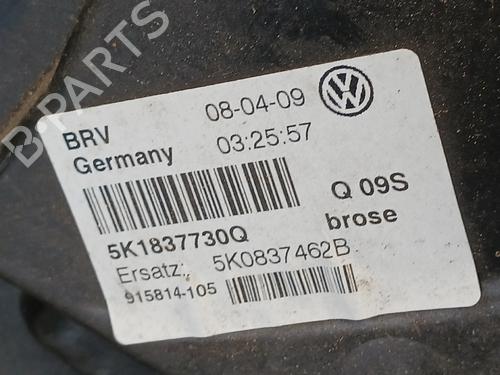 B-PARTS
BRV 08-04-09
Germany 03:25:57
5K1837730Q Q 09S
Ersatz: 5K0837462B brose
915814-105